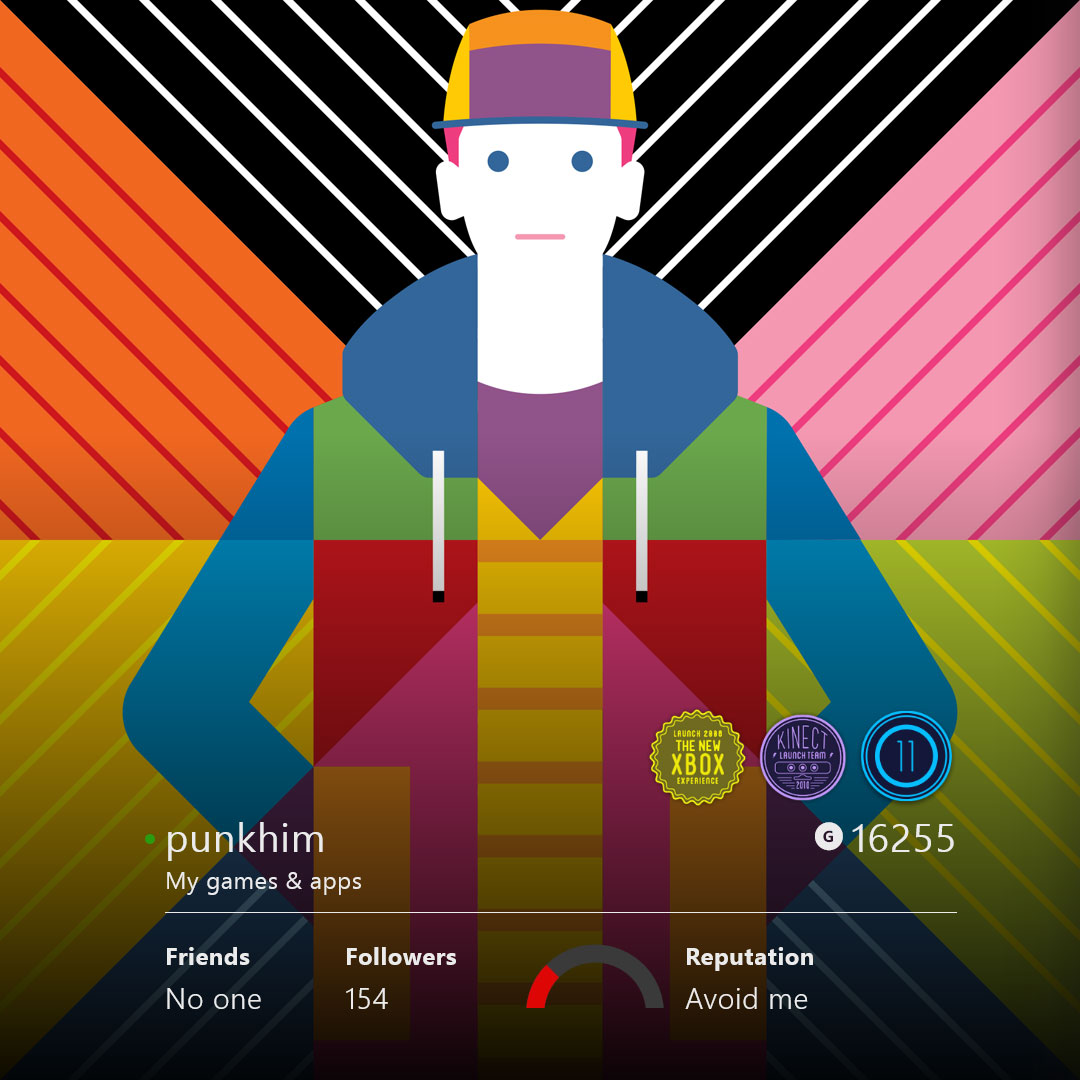 LAUNCH 2008
THE NEW
XBOX
EXPERIENCE
KINECT
LAUNCH TEAM
2010
11
punkhim
G 16255
My games & apps
Friends
No one
Followers
154
Reputation
Avoid me